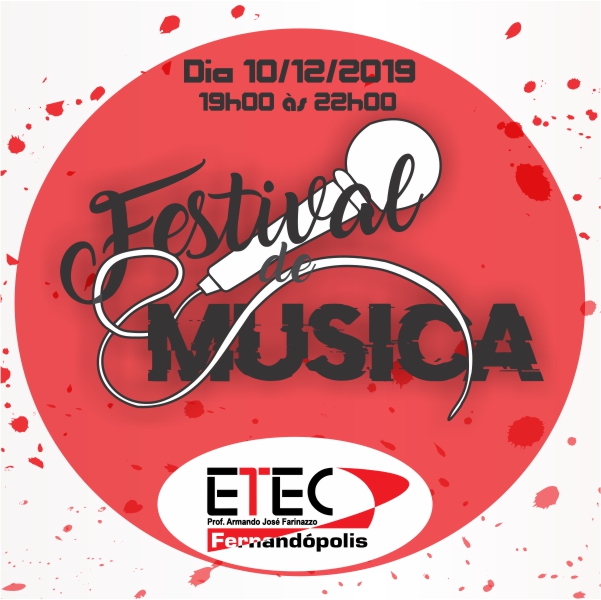 Dia 10/12/2019
19h00 às 22h00
Festival
de
MUSICA
ETEC
Prof. Armando José Farinazzo
Fernandópolis